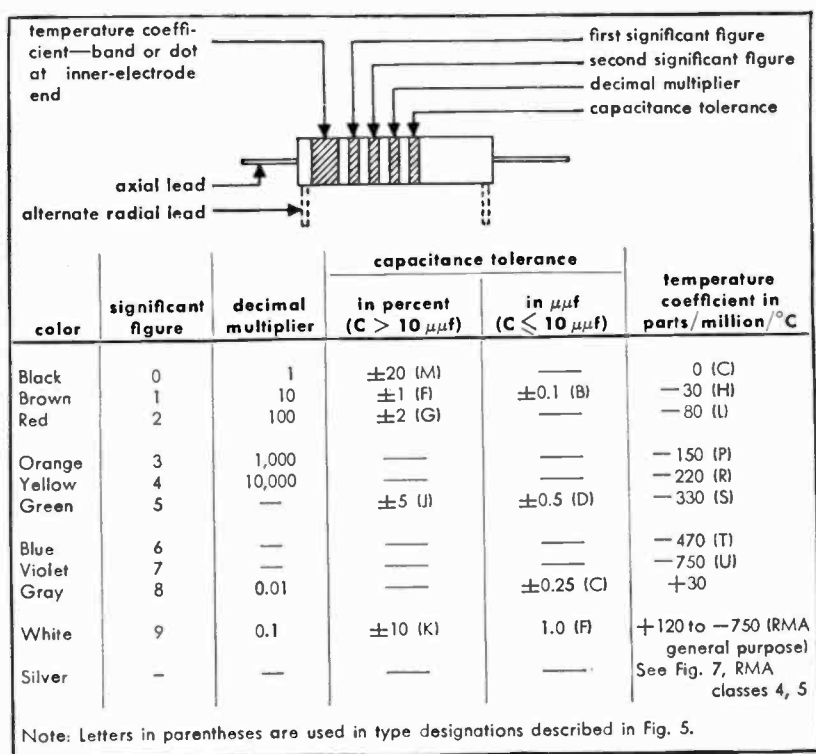 temperature coeffi-
cient—band or dot
at inner-electrode
end
first significant figure
second significant figure
decimal multiplier
capacitance tolerance
axial lead
alternate radial lead
capacitance tolerance
color
significant figure
decimal multiplier
in percent (C > 10 μμf)
in μμf (C ≤ 10 μμf)
temperature coefficient in parts/million/°C
Black 0 1 ±20 (M) — 0 (C)
Brown 1 10 ±1 (F) ±0.1 (B) —30 (H)
Red 2 100 ±2 (G) — —80 (L)
Orange 3 1,000 — — —150 (P)
Yellow 4 10,000 — — —220 (R)
Green 5 — ±5 (J) ±0.5 (D) —330 (S)
Blue 6 — — — —470 (T)
Violet 7 — — — —750 (U)
Gray 8 0.01 — ±0.25 (C) +30
White 9 0.1 ±10 (K) 1.0 (F) +120 to —750 (RMA
general purpose)
Silver – — — — See Fig. 7, RMA
classes 4, 5
Note: Letters in parentheses are used in type designations described in Fig. 5.